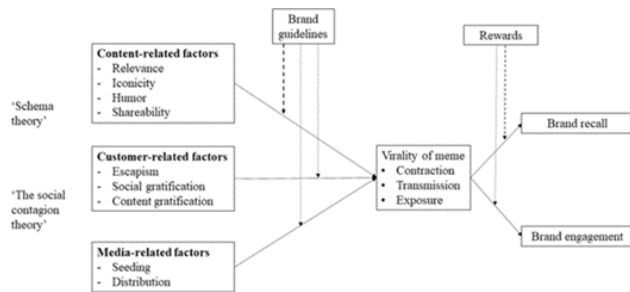 Brand
guidelines
Rewards
Content-related factors
- Relevance
- Iconicity
- Humor
- Shareability
'Schema
theory'
Brand recall
Customer-related factors
- Escapism
- Social gratification
- Content gratification
Virality of meme
• Contraction
• Transmission
• Exposure
'The social
contagion
theory'
Brand engagement
Media-related factors
- Seeding
- Distribution